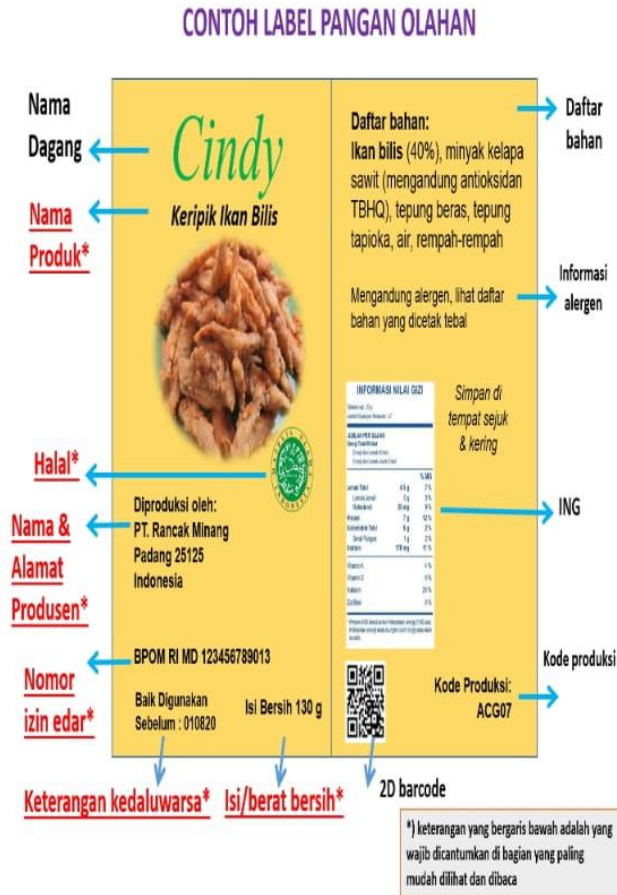 CONTOH LABEL PANGAN OLAHAN
Nama
Dagang
Nama
Produk*
Halal*
Nama &
Alamat
Produsen*
Nomor
izin edar*
Cindy
Keripik Ikan Bilis
Diproduksi oleh:
PT. Rancak Minang
Padang 25125
Indonesia
BPOM RI MD 123456789013
Baik Digunakan
Sebelum : 010820
Isi Bersih 130 g
Keterangan kedaluwarsa*
Isi/berat bersih*
Daftar bahan:
Ikan bilis (40%), minyak kelapa
sawit (mengandung antioksidan
TBHQ), tepung beras, tepung
tapioka, air, rempah-rempah
Mengandung alergen, lihat daftar
bahan yang dicetak tebal
INFORMASI NILAI GIZI
%AKG
Lemak Total
Protein
Vitamin A
Simpan di
tempat sejuk
& kering
Kode Produksi:
ACG07
2D barcode
Daftar
bahan
Informasi
alergen
ING
Kode produksi
*) keterangan yang bergaris bawah adalah yang
wajib dicantumkan di bagian yang paling
mudah dilihat dan dibaca